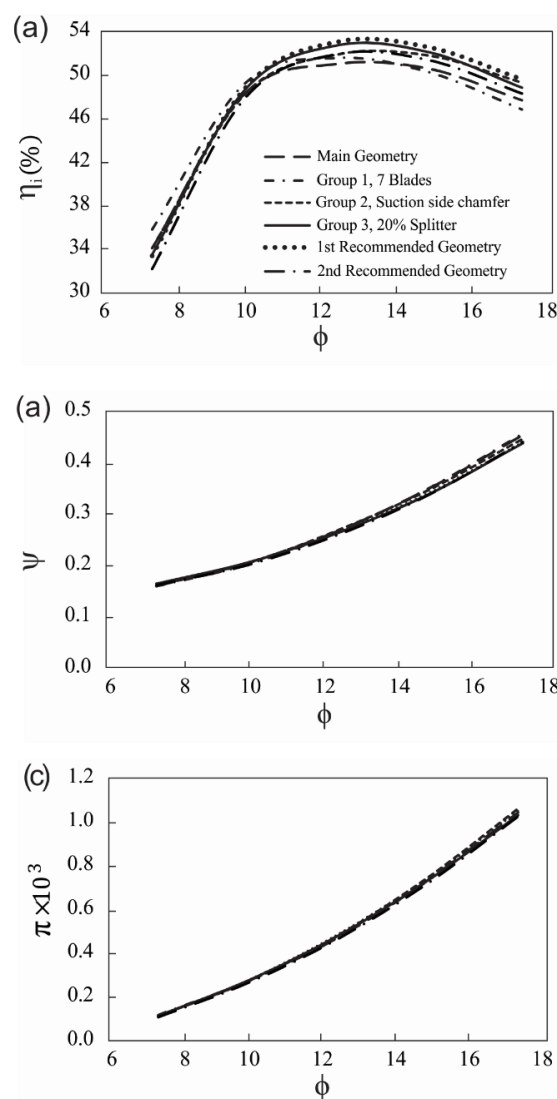 (a)
54
50
46
42
38
34
30
ηi(%)
Main Geometry
Group 1, 7 Blades
Group 2, Suction side chamfer
Group 3, 20% Splitter
1st Recommended Geometry
2nd Recommended Geometry
6 8 10 12 14 16 18
ϕ
(a)
0.5
0.4
0.3
0.2
0.1
0.0
ψ
6 8 10 12 14 16 18
ϕ
(c)
1.2
1.0
0.8
0.6
0.4
0.2
0.0
π×10³
6 8 10 12 14 16 18
ϕ